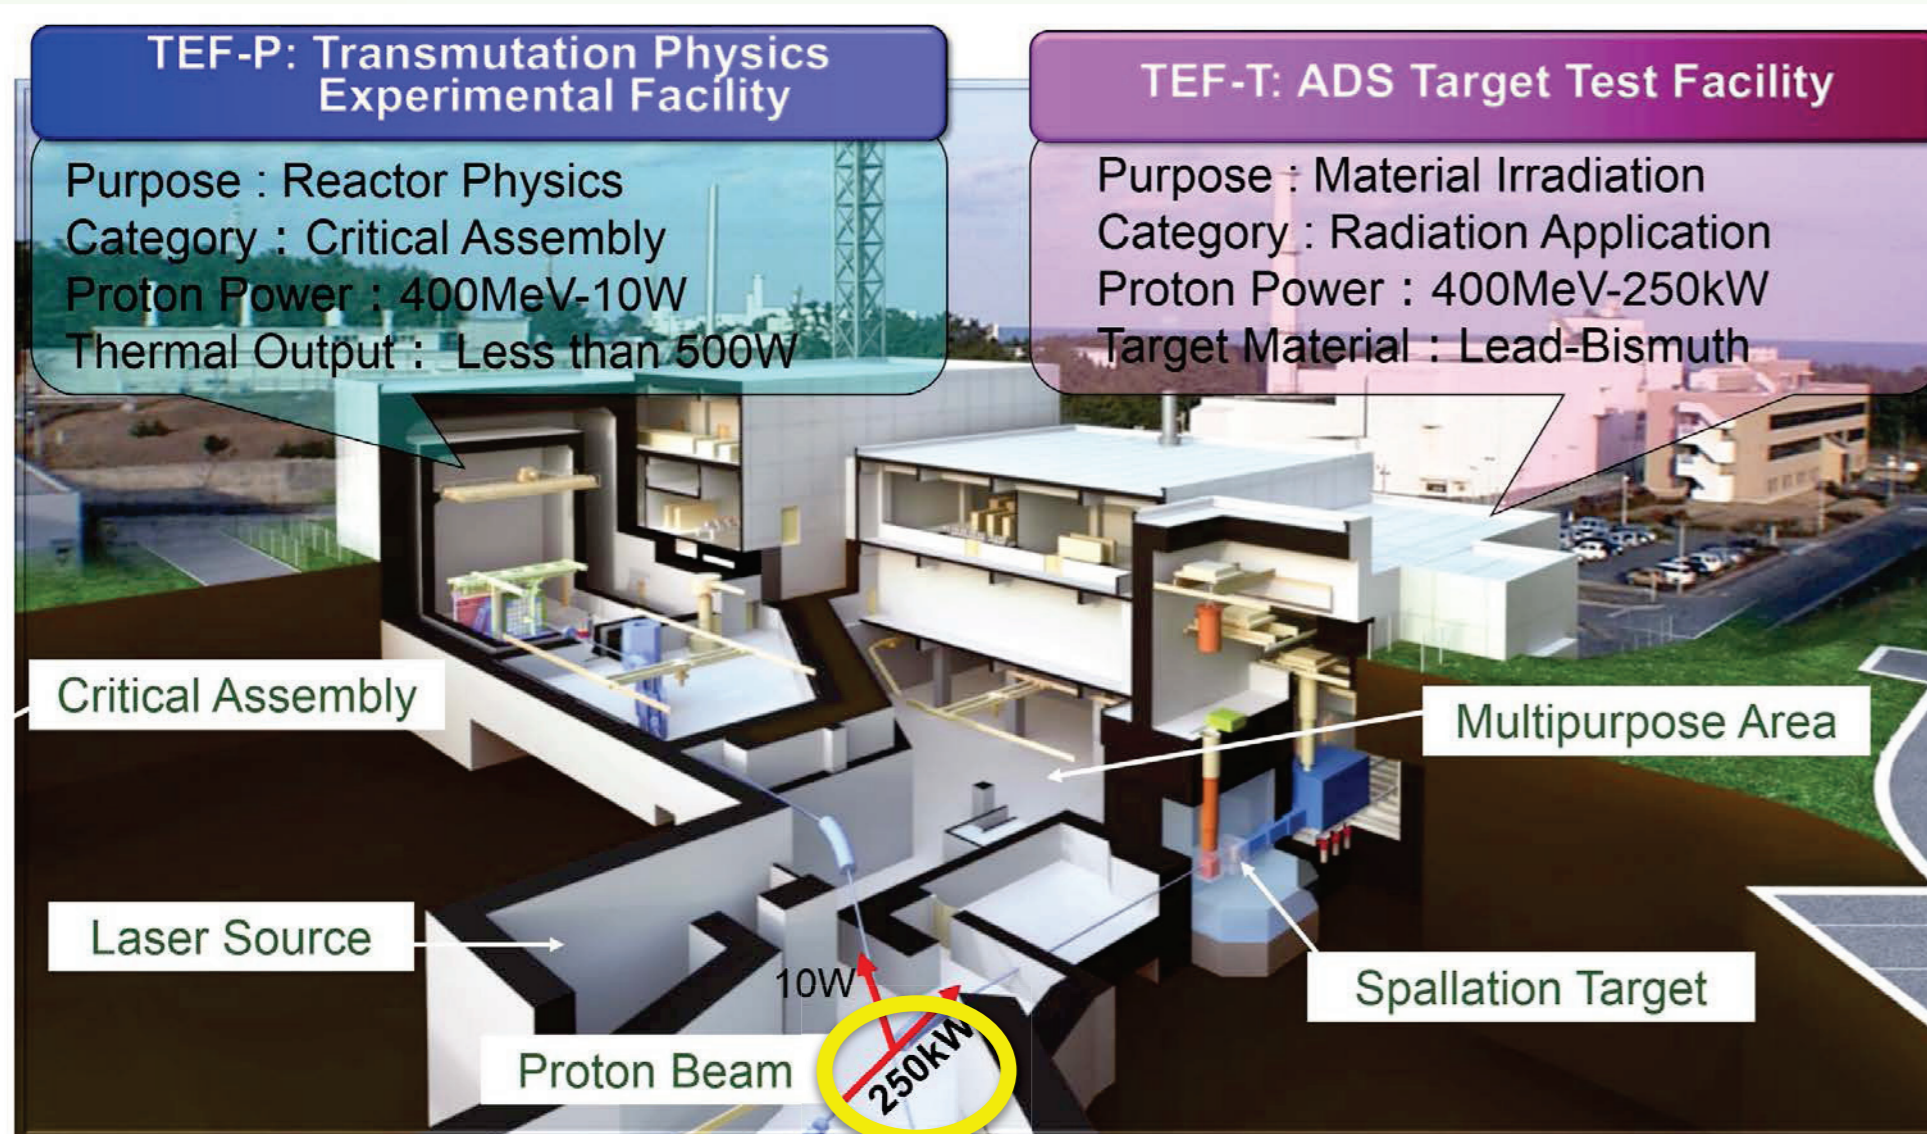 TEF-P: Transmutation Physics
Experimental Facility
Purpose : Reactor Physics
Category : Critical Assembly
Proton Power : 400MeV-10W
Thermal Output : Less than 500W
TEF-T: ADS Target Test Facility
Purpose : Material Irradiation
Category : Radiation Application
Proton Power : 400MeV-250kW
Target Material : Lead-Bismuth
Critical Assembly
Multipurpose Area
Laser Source
10W
Spallation Target
Proton Beam
250kW